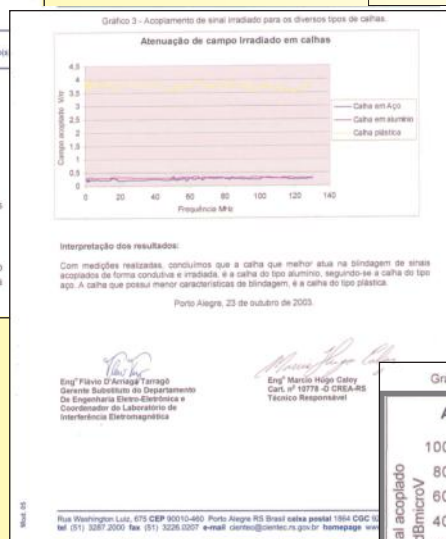 Gráfico 3 - Acoplamento de sinal irradiado para os diversos tipos de calhas.
Atenuação de campo Irradiado em calhas
Campo acoplado V/m
4,5
4
3,5
3
2,5
2
1,5
1
0,5
0
0 20 40 60 80 100 120 140
Frequência MHz
Calha em Aço
Calha em alumínio
Calha plástica
Interpretação dos resultados:
Com medições realizadas, concluímos que a calha que melhor atua na blindagem de sinais
acoplados de forma condutiva e irradiada, é a calha do tipo alumínio, seguindo-se a calha do tipo
aço. A calha que possui menor características de blindagem, é a calha do tipo plástica.
Porto Alegre, 23 de outubro de 2003.
Engº Flávio D'Arriaga Tarragô
Gerente Substituto do Departamento
De Engenharia Eletro-Eletrônica e
Coordenador do Laboratório de
Interferência Eletromagnética
Engº Marcio Hugo Caloy
Cart. nº 10778 -D CREA-RS
Técnico Responsável
Mod. 05
Rua Washington Luiz, 675 CEP 90010-460 Porto Alegre RS Brasil caixa postal 1864 CGC
tel (51) 3287.2000 fax (51) 3226.0207 e-mail cientec@cientec.rs.gov.br homepage
al acoplado
dBmicroV
100
80
60
40